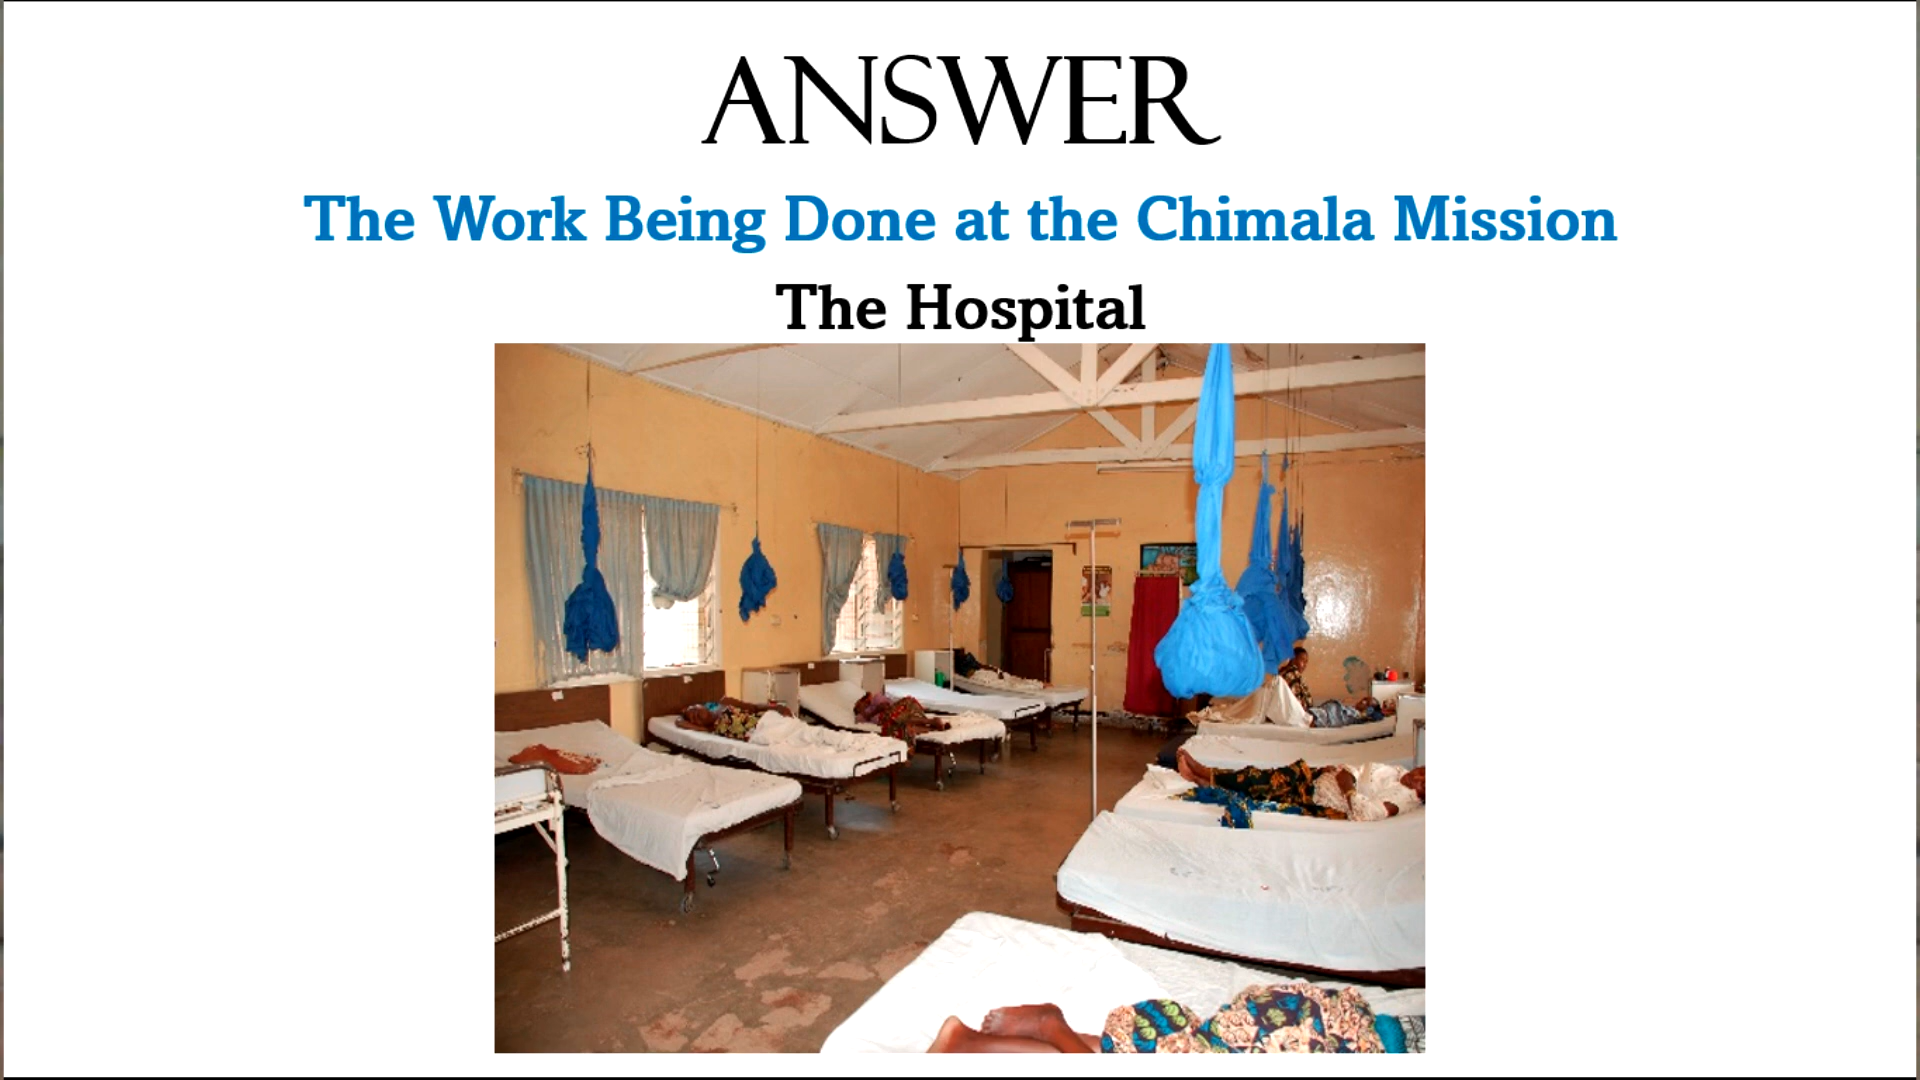 ANSWER
The Work Being Done at the Chimala Mission
The Hospital